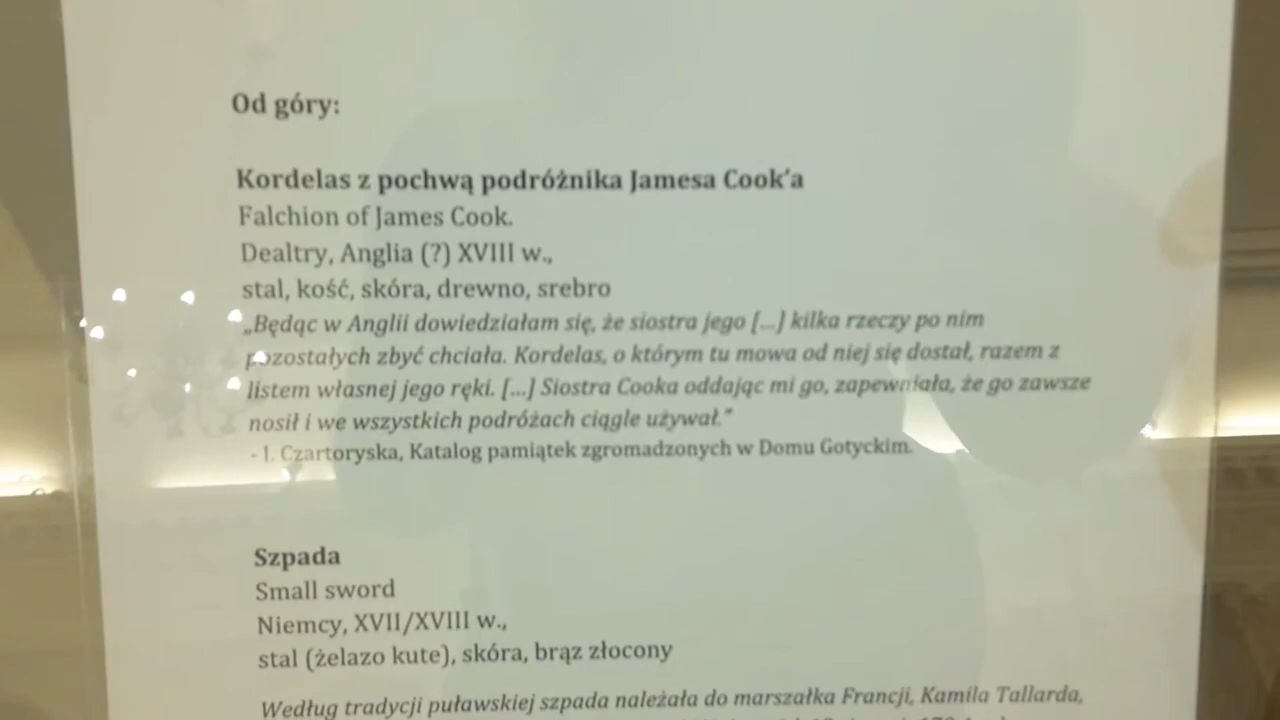 Od góry:
Kordelas z pochwą podróżnika Jamesa Cook'a
Falchion of James Cook.
Dealtry, Anglia (?) XVIII w.,
stal, kość, skóra, drewno, srebro
„Będąc w Anglii dowiedziałam się, że siostra jego [...] kilka rzeczy po nim
pozostałych zbyć chciała. Kordelas, o którym tu mowa od niej się dostał, razem z
listem własnej jego ręki. [...] Siostra Cooka oddając mi go, zapewniała, że go zawsze
nosił i we wszystkich podróżach ciągle używał."
- I. Czartoryska, Katalog pamiątek zgromadzonych w Domu Gotyckim.
Szpada
Small sword
Niemcy, XVII/XVIII w.,
stal (żelazo kute), skóra, brąz złocony
Według tradycji puławskiej szpada należała do marszałka Francji, Kamila Tallarda,